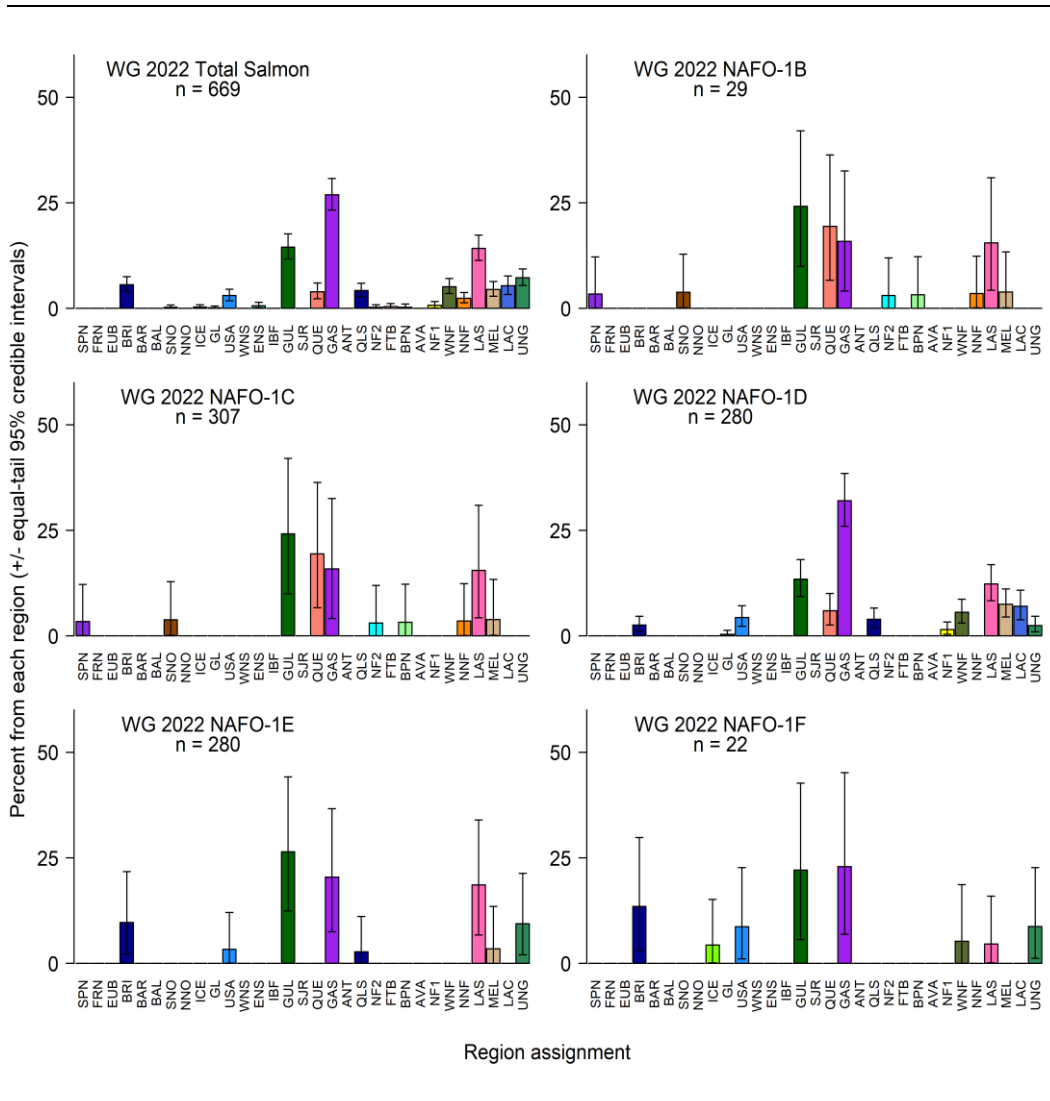 WG 2022 Total Salmon
n = 669
50
25
0
SPN FRN EUB BRI BAR BAL SNO NNO ICE GL USA WNS ENS IBF GUL SJR QUE GAS ANT QLS NF2 FTB BPN AVA NF1 WNF NNF LAS MEL LAC UNG
WG 2022 NAFO-1B
n = 29
50
25
0
SPN FRN EUB BRI BAR BAL SNO NNO ICE GL USA WNS ENS IBF GUL SJR QUE GAS ANT QLS NF2 FTB BPN AVA NF1 WNF NNF LAS MEL LAC UNG
WG 2022 NAFO-1C
n = 307
50
25
0
SPN FRN EUB BRI BAR BAL SNO NNO ICE GL USA WNS ENS IBF GUL SJR QUE GAS ANT QLS NF2 FTB BPN AVA NF1 WNF NNF LAS MEL LAC UNG
WG 2022 NAFO-1D
n = 280
50
25
0
SPN FRN EUB BRI BAR BAL SNO NNO ICE GL USA WNS ENS IBF GUL SJR QUE GAS ANT QLS NF2 FTB BPN AVA NF1 WNF NNF LAS MEL LAC UNG
WG 2022 NAFO-1E
n = 280
50
25
0
SPN FRN EUB BRI BAR BAL SNO NNO ICE GL USA WNS ENS IBF GUL SJR QUE GAS ANT QLS NF2 FTB BPN AVA NF1 WNF NNF LAS MEL LAC UNG
WG 2022 NAFO-1F
n = 22
50
25
0
SPN FRN EUB BRI BAR BAL SNO NNO ICE GL USA WNS ENS IBF GUL SJR QUE GAS ANT QLS NF2 FTB BPN AVA NF1 WNF NNF LAS MEL LAC UNG
Percent from each region (+/- equal-tail 95% credible intervals)
Region assignment